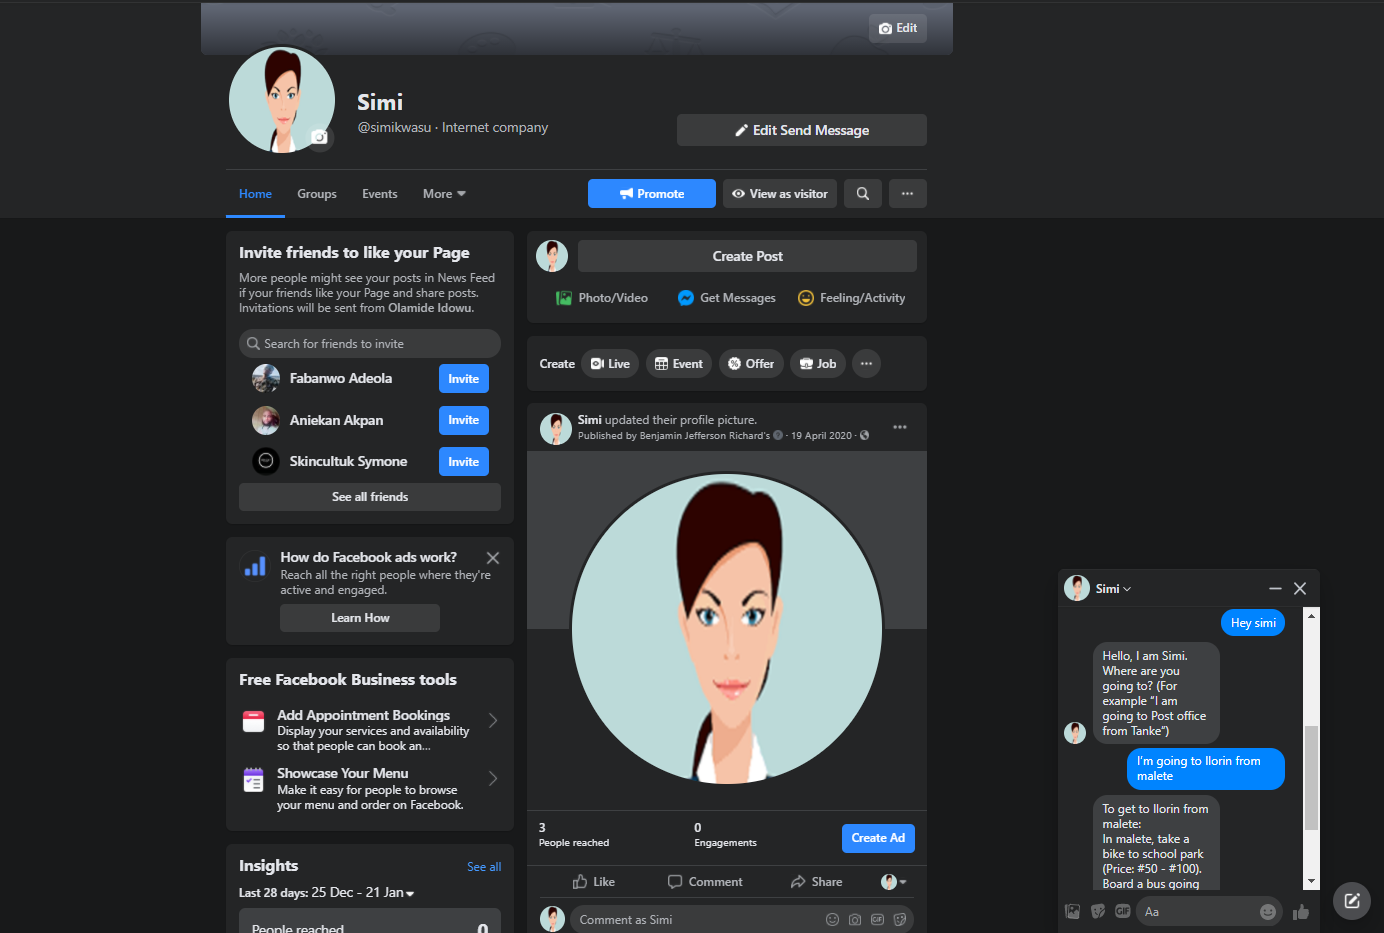 Edit
Simi
@simikwasu · Internet company
Edit Send Message
Home
Groups
Events
More
Promote
View as visitor
Invite friends to like your Page
More people might see your posts in News Feed
if your friends like your Page and share posts.
Invitations will be sent from Olamide Idowu.
Search for friends to invite
Fabanwo Adeola
Invite
Aniekan Akpan
Invite
Skincultuk Symone
Invite
See all friends
How do Facebook ads work?
Reach all the right people where they're
active and engaged.
Learn How
Free Facebook Business tools
Add Appointment Bookings
Display your services and availability
so that people can book an...
Showcase Your Menu
Make it easy for people to browse
your menu and order on Facebook.
Insights
See all
Last 28 days: 25 Dec - 21 Jan
People reached
0
Create Post
Photo/Video
Get Messages
Feeling/Activity
Create
Live
Event
Offer
Job
Simi updated their profile picture.
Published by Benjamin Jefferson Richard's · 19 April 2020 ·
3
People reached
0
Engagements
Create Ad
Like
Comment
Share
Comment as Simi
GIF
Simi
Hey simi
Hello, I am Simi.
Where are you
going to? (For
example “I am
going to Post office
from Tanke”)
I'm going to Ilorin from
malete
To get to Ilorin from
malete:
In malete, take a
bike to school park
(Price: #50 - #100).
Board a bus going
GIF
Aa